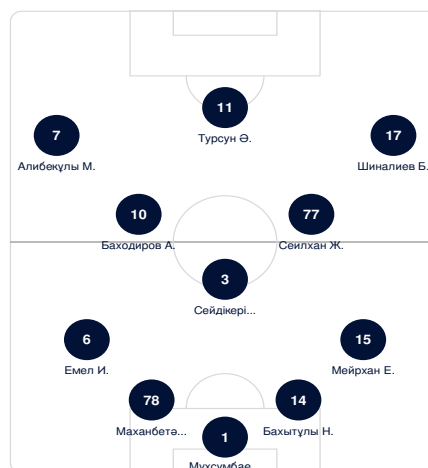 11
Турсун Ә.
7
Алибекұлы М.
17
Шиналиев Б.
10
Баходиров А.
77
Сеилхан Ж.
3
Сейдікері...
6
Емел И.
15
Мейрхан Е.
78
Маханбетә...
14
Бахытұлы Н.
1
Мұхсұмбае